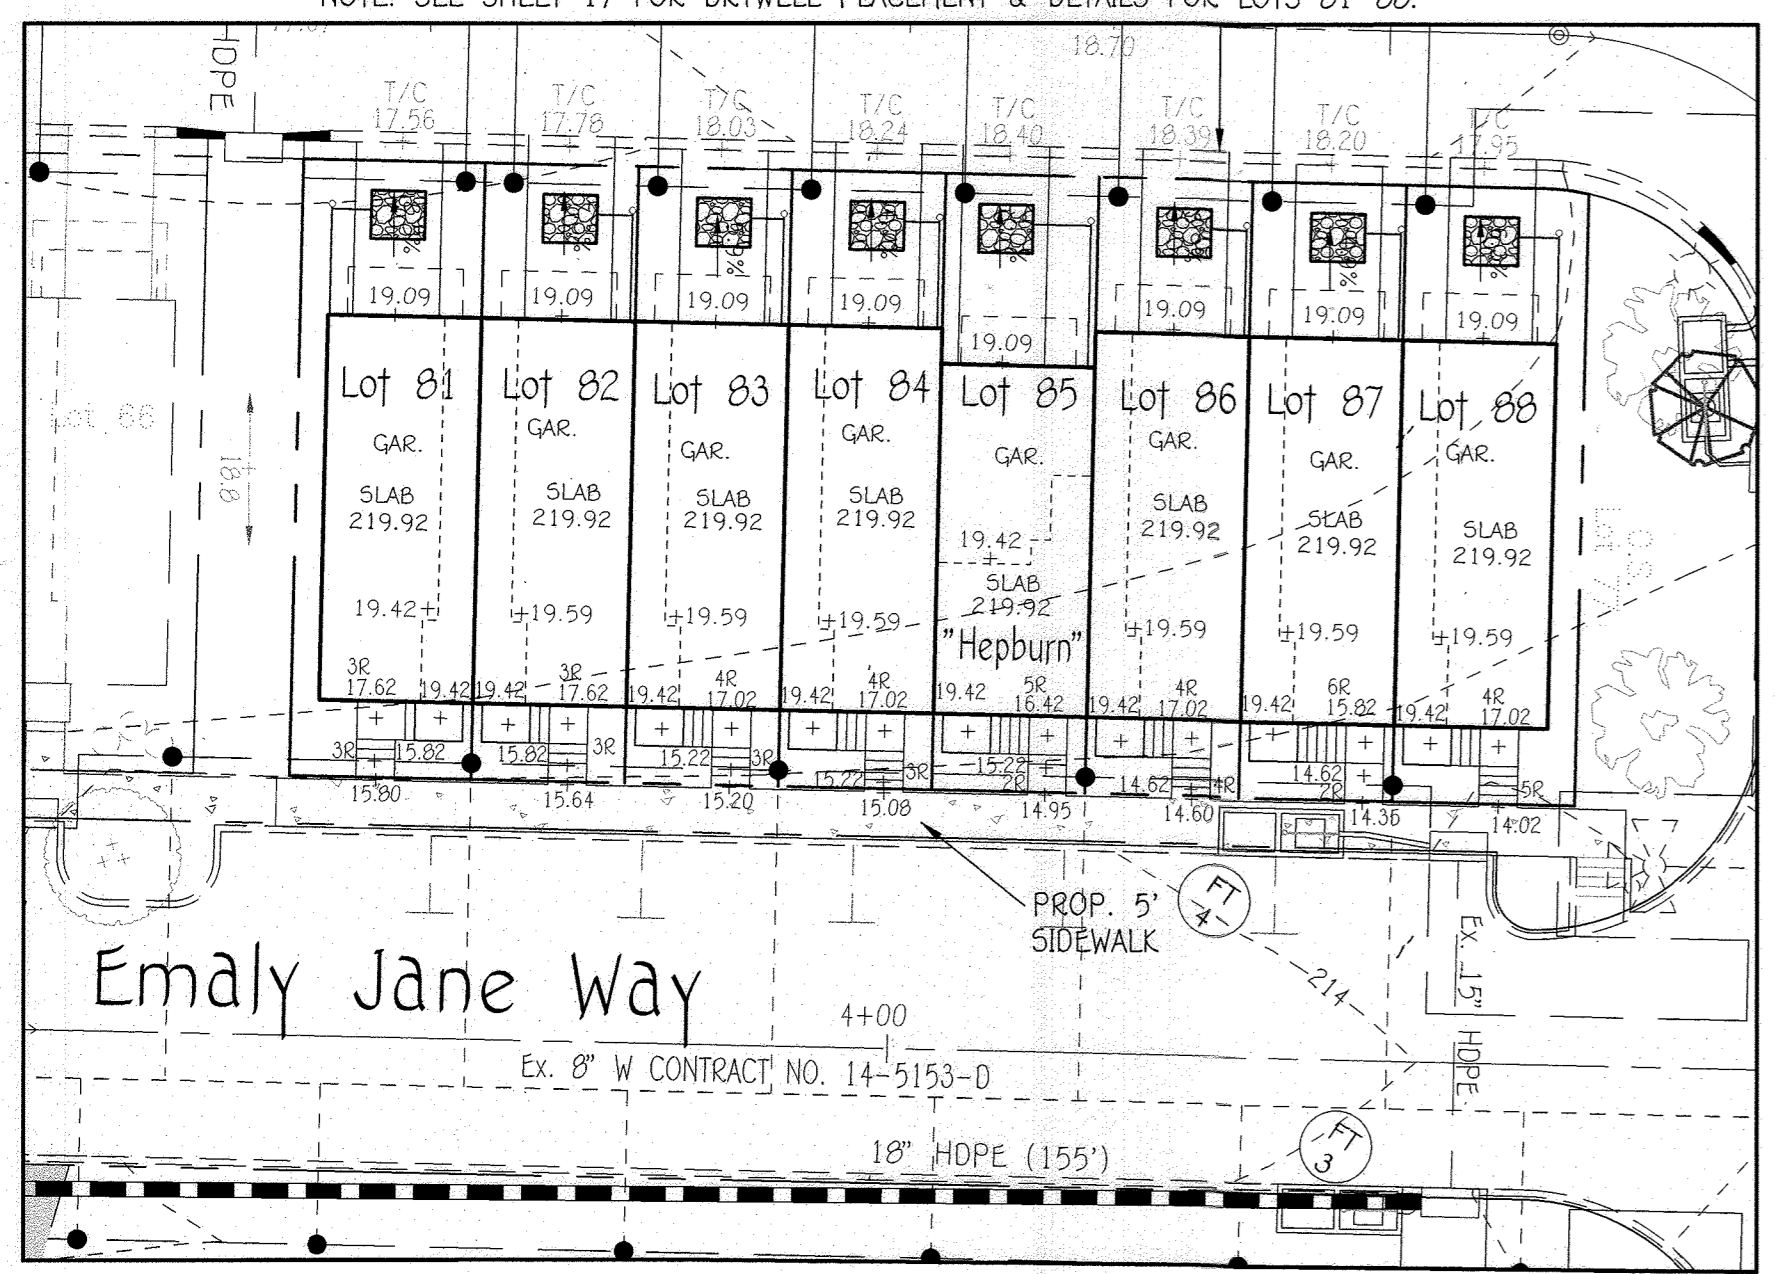 NOTE: SEE SHEET 17 FOR DRYWELL PLACEMENT & DETAILS FOR LOTS 81-88.
HDPE
18.70
T/C
17.56
T/C
17.78
T/C
18.03
T/C
18.24
T/C
18.40
T/C
18.39
T/C
18.20
T/C
17.95
19.09
19.09
19.09
19.09
19.09
19.09
19.09
19.09
Lot 66
18.8
Lot 81
GAR.
SLAB
219.92
19.42
Lot 82
GAR.
SLAB
219.92
19.59
Lot 83
GAR.
SLAB
219.92
19.59
Lot 84
GAR.
SLAB
219.92
19.59
Lot 85
GAR.
19.42
SLAB
219.92
"Hepburn"
Lot 86
GAR.
SLAB
219.92
19.59
Lot 87
GAR.
SLAB
219.92
19.59
Lot 88
GAR.
SLAB
219.92
19.59
O.S.
3R
17.62 19.42
3R
19.42 17.62
4R
19.42 17.02
4R
19.42 17.02
5R
19.42 16.42
4R
19.42 17.02
6R
19.42 15.82
4R
19.42 17.02
3R 15.82
15.82 3R
15.22 3R
15.22 3R
15.22
2R
14.62 4R
14.62
2R
5R
15.80
15.64
15.20
15.08
14.95
14.60
14.35
14.02
PROP. 5'
SIDEWALK
FT
4
214
Ex. 15" HDPE
Emaly Jane Way
4+00
Ex. 8" W CONTRACT NO. 14-5153-D
18" HDPE (155')
FT
3